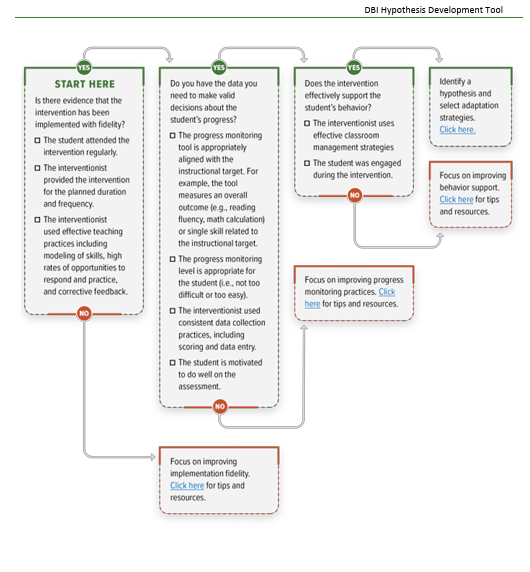 DBI Hypothesis Development Tool
YES
START HERE
Is there evidence that the
intervention has been
implemented with fidelity?
The student attended the
intervention regularly.
The interventionist
provided the intervention
for the planned duration
and frequency.
The interventionist
used effective teaching
practices including
modeling of skills, high
rates of opportunities to
respond and practice,
and corrective feedback.
NO
YES
Do you have the data you
need to make valid
decisions about the
student's progress?
The progress monitoring
tool is appropriately
aligned with the
instructional target. For
example, the tool
measures an overall
outcome (e.g., reading
fluency, math calculation)
or single skill related to
the instructional target.
The progress monitoring
level is appropriate for
the student (i.e., not too
difficult or too easy).
The interventionist used
consistent data collection
practices, including
scoring and data entry.
The student is motivated
to do well on the
assessment.
NO
YES
Does the intervention
effectively support the
student's behavior?
The interventionist uses
effective classroom
management strategies
The student was engaged
during the intervention.
NO
Identify a
hypothesis and
select adaptation
strategies.
Click here.
Focus on improving
behavior support.
Click here for tips
and resources.
Focus on improving progress
monitoring practices. Click
here for tips and resources.
Focus on improving
implementation fidelity.
Click here for tips and
resources.